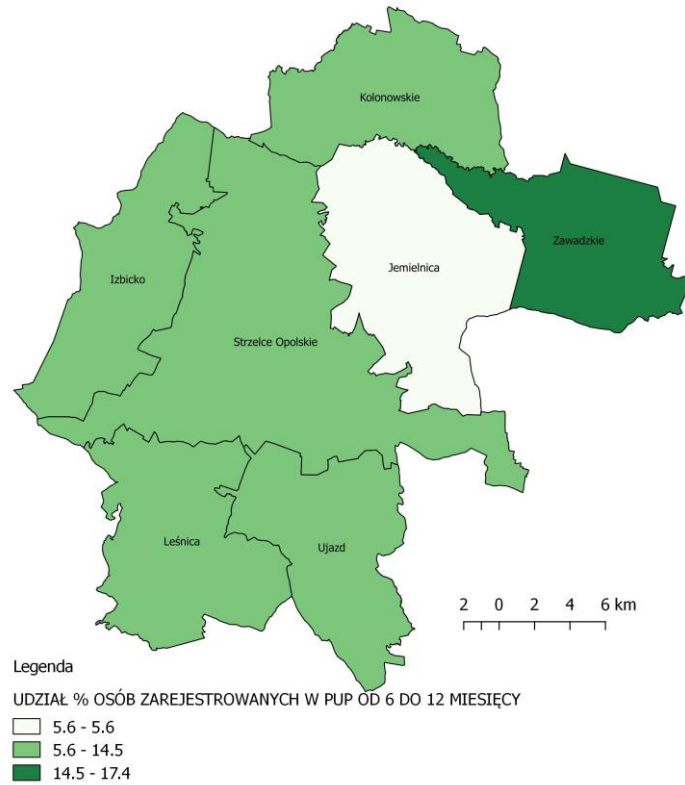 Kolonowskie
Zawadzkie
Jemielnica
Izbicko
Strzelce Opolskie
Leśnica
Ujazd
2 0 2 4 6 km
Legenda
UDZIAŁ % OSÓB ZAREJESTROWANYCH W PUP OD 6 DO 12 MIESIĘCY
5.6 - 5.6
5.6 - 14.5
14.5 - 17.4